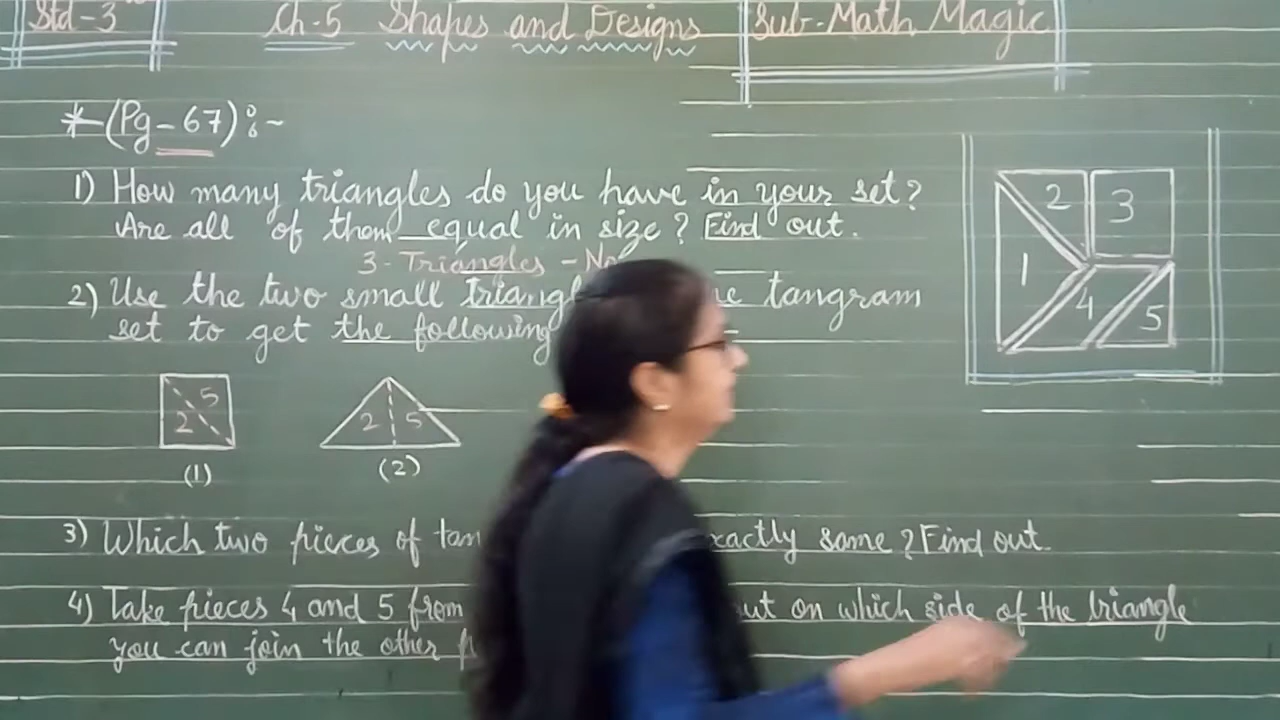 Std-3
Ch-5 Shapes and Designs
Sub-Math Magic
*(Pg-67):-
1) How many triangles do you have in your set?
Are all of them equal in size? Find out.
3-Triangles - No
2) Use the two small tangram
set to get the following
2 5
(1)
2 5
(2)
3) Which two pieces of same? Find out.
4) Take pieces 4 and 5 from on which side of the triangle
you can join the other
2 3
1
4 5